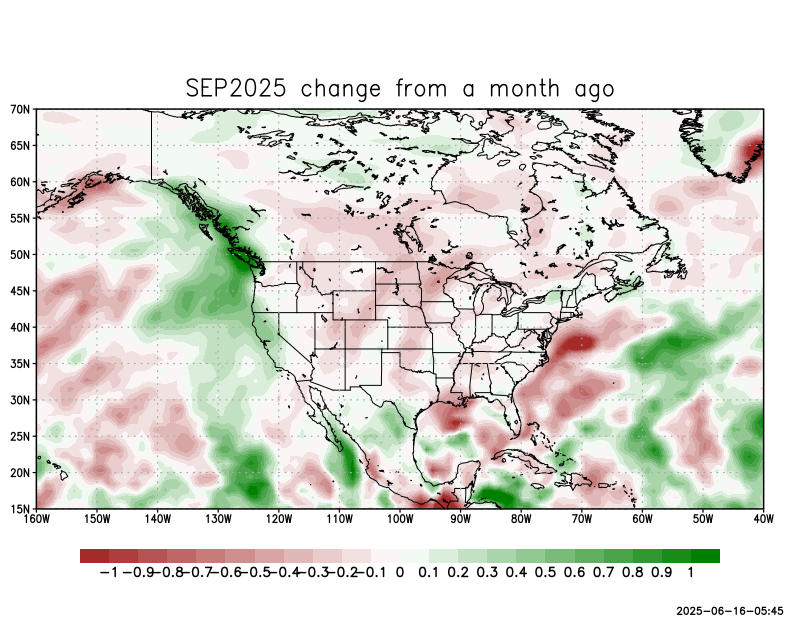 SEP2025 change from a month ago
70N
65N
60N
55N
50N
45N
40N
35N
30N
25N
20N
15N
160W 150W 140W 130W 120W 110W 100W 90W 80W 70W 60W 50W 40W
−1 −0.9 −0.8 −0.7 −0.6 −0.5 −0.4 −0.3 −0.2 −0.1 0 0.1 0.2 0.3 0.4 0.5 0.6 0.7 0.8 0.9 1
2025−06−16−05:45